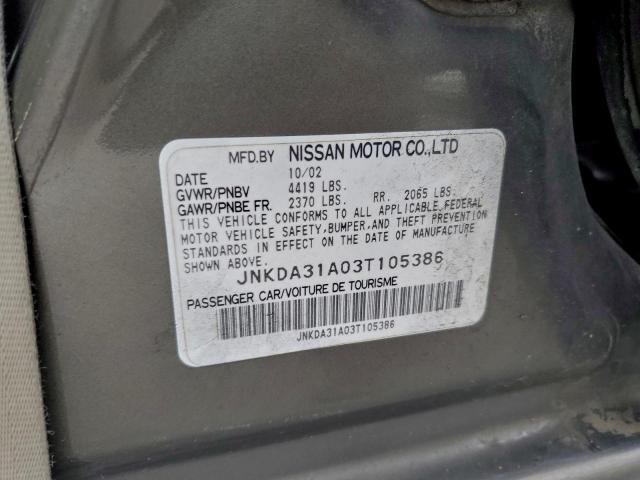 MFD.BY NISSAN MOTOR CO.,LTD
DATE 10/02
GVWR/PNBV 4419 LBS.
GAWR/PNBE FR. 2370 LBS. RR. 2065 LBS.
THIS VEHICLE CONFORMS TO ALL APPLICABLE FEDERAL
MOTOR VEHICLE SAFETY, BUMPER, AND THEFT PREVENTION
STANDARDS IN EFFECT ON THE DATE OF MANUFACTURE
SHOWN ABOVE.
JNKDA31A03T105386
PASSENGER CAR/VOITURE DE TOURISME
JNKDA31A03T105386